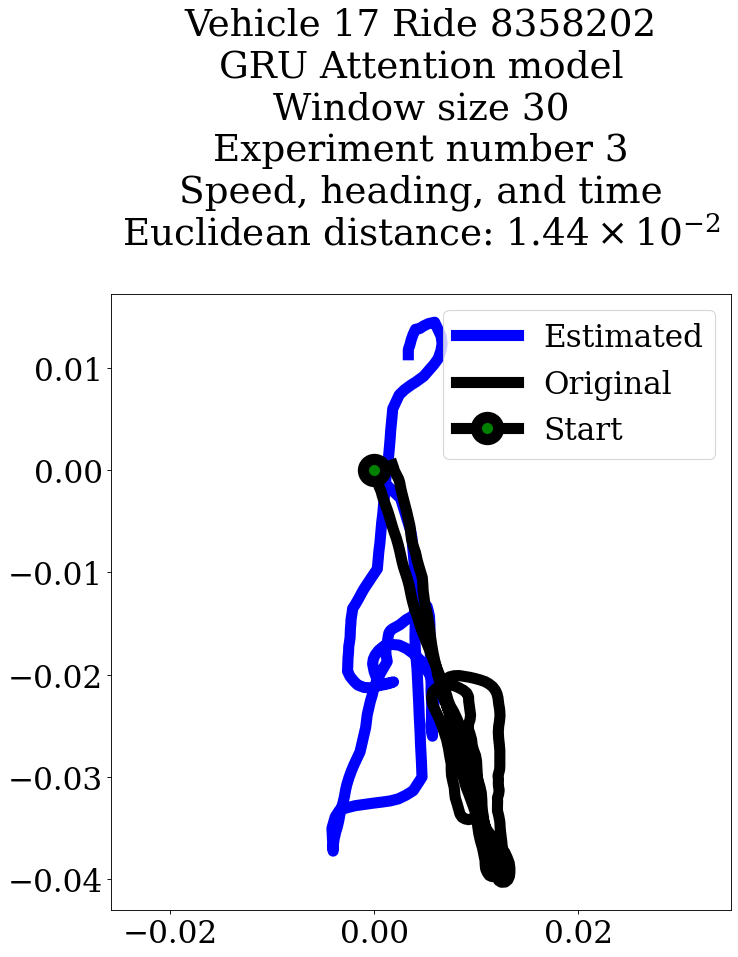 Vehicle 17 Ride 8358202
GRU Attention model
Window size 30
Experiment number 3
Speed, heading, and time
Euclidean distance: 1.44 × 10⁻²
Estimated
Original
Start
0.01
0.00
−0.01
−0.02
−0.03
−0.04
−0.02 0.00 0.02